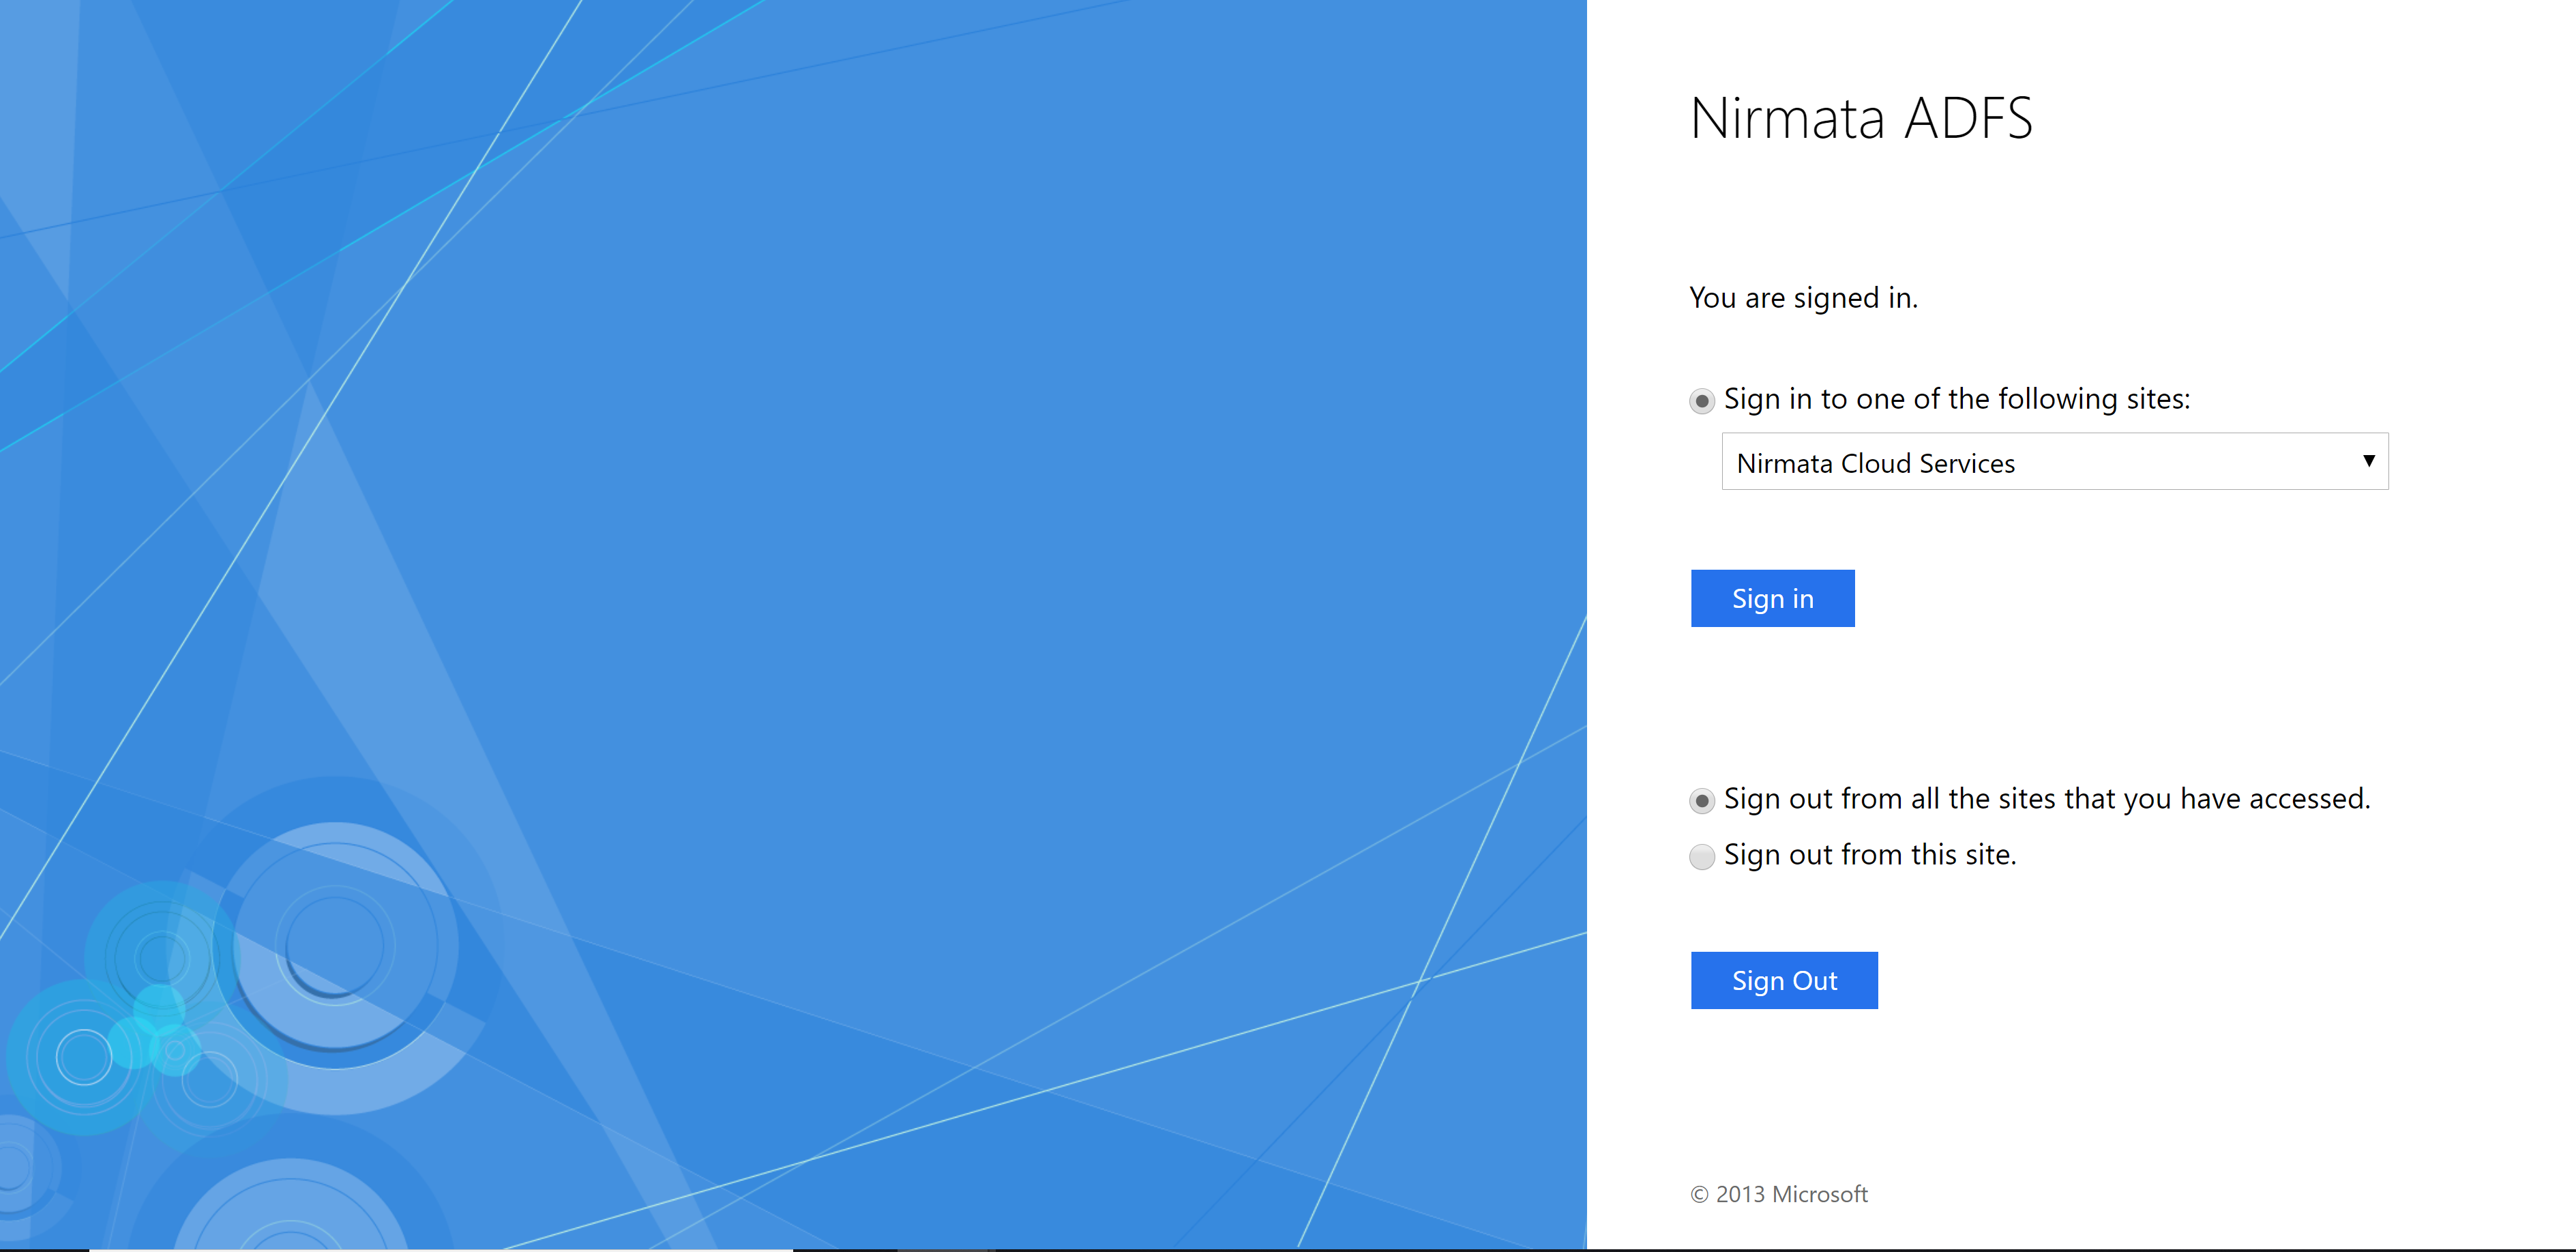 Nirmata ADFS
You are signed in.
Sign in to one of the following sites:
Nirmata Cloud Services
Sign in
Sign out from all the sites that you have accessed.
Sign out from this site.
Sign Out
© 2013 Microsoft